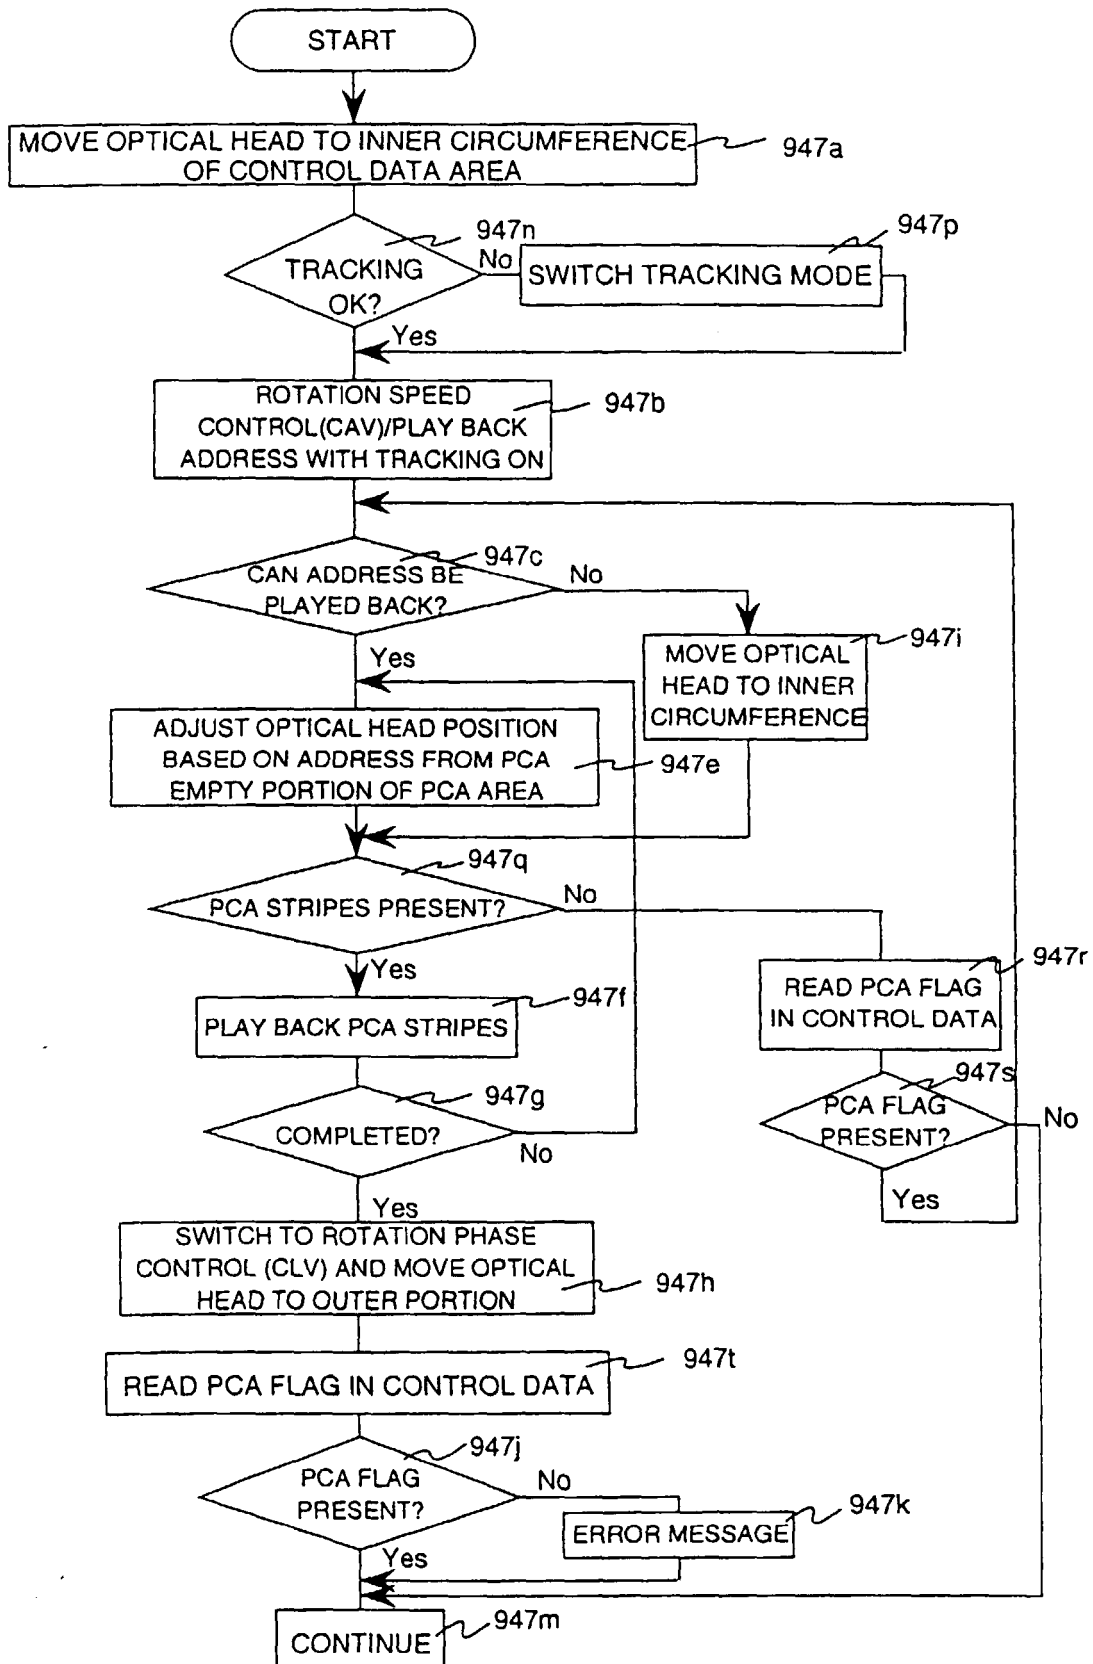 START
MOVE OPTICAL HEAD TO INNER CIRCUMFERENCE
OF CONTROL DATA AREA
947a
947n
TRACKING
OK?
No
947p
SWITCH TRACKING MODE
Yes
ROTATION SPEED
CONTROL(CAV)/PLAY BACK
ADDRESS WITH TRACKING ON
947b
947c
CAN ADDRESS BE
PLAYED BACK?
No
947i
MOVE OPTICAL
HEAD TO INNER
CIRCUMFERENCE
Yes
ADJUST OPTICAL HEAD POSITION
BASED ON ADDRESS FROM PCA
EMPTY PORTION OF PCA AREA
947e
947q
PCA STRIPES PRESENT?
No
Yes
947r
READ PCA FLAG
IN CONTROL DATA
947f
PLAY BACK PCA STRIPES
947s
PCA FLAG
PRESENT?
No
Yes
947g
COMPLETED?
No
Yes
SWITCH TO ROTATION PHASE
CONTROL (CLV) AND MOVE OPTICAL
HEAD TO OUTER PORTION
947h
947t
READ PCA FLAG IN CONTROL DATA
947j
PCA FLAG
PRESENT?
No
947k
ERROR MESSAGE
Yes
947m
CONTINUE